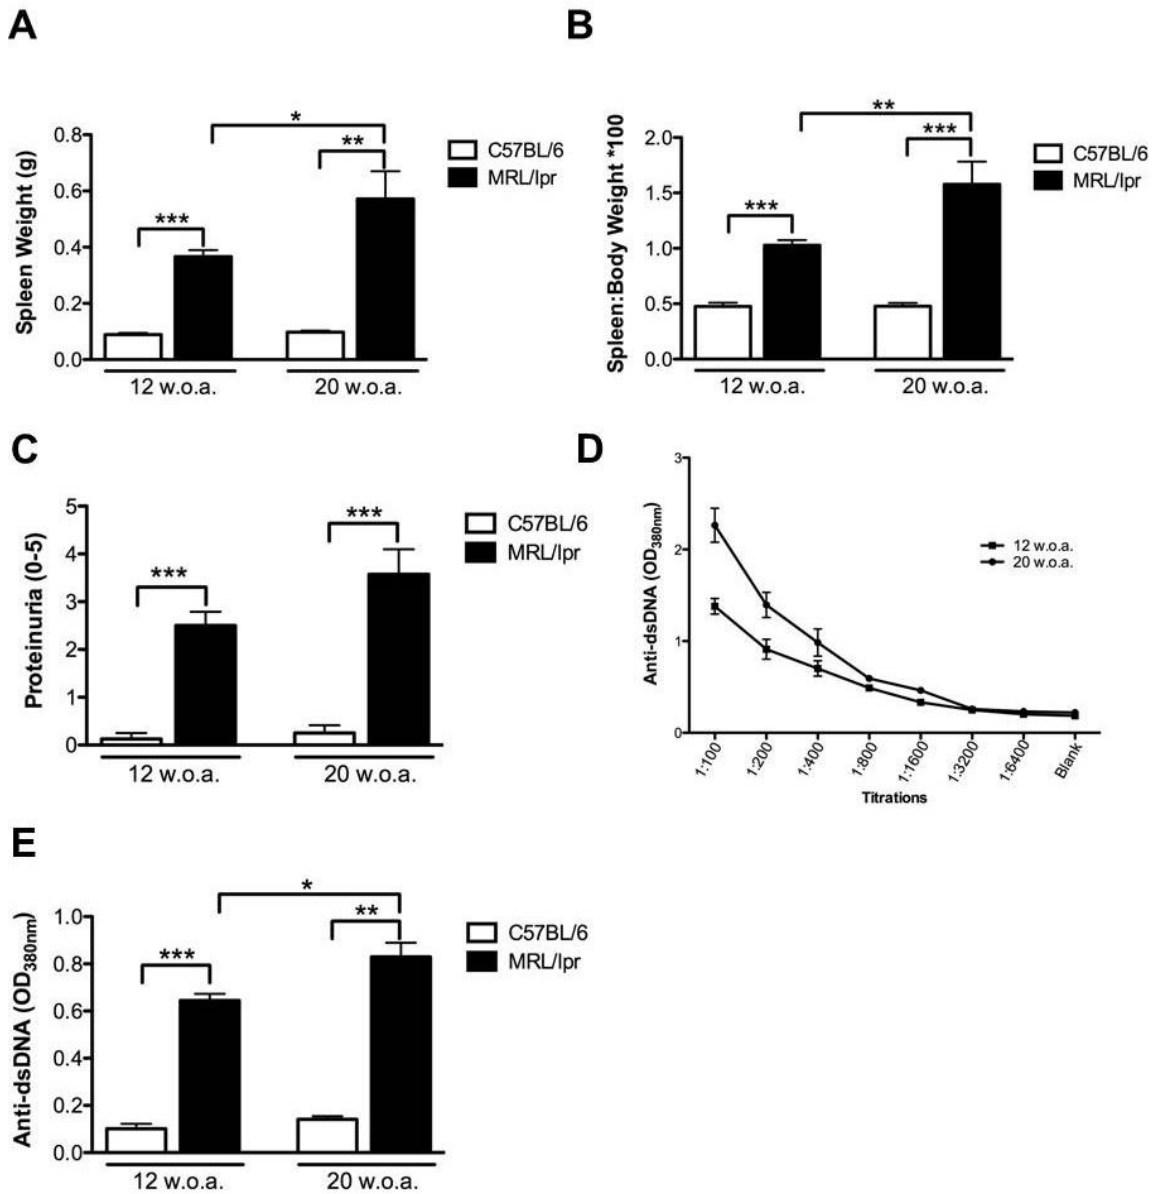 A
Spleen Weight (g)
0.8
0.6
0.4
0.2
0.0
***
*
**
C57BL/6
MRL/lpr
12 w.o.a.
20 w.o.a.
B
Spleen:Body Weight *100
2.0
1.5
1.0
0.5
0.0
***
**
***
C57BL/6
MRL/lpr
12 w.o.a.
20 w.o.a.
C
Proteinuria (0-5)
5
4
3
2
1
0
***
***
C57BL/6
MRL/lpr
12 w.o.a.
20 w.o.a.
D
Anti-dsDNA (OD380nm)
3
2
1
0
12 w.o.a.
20 w.o.a.
1:100
1:200
1:400
1:800
1:1600
1:3200
1:6400
Blank
Titrations
E
Anti-dsDNA (OD380nm)
1.0
0.8
0.6
0.4
0.2
0.0
***
*
**
C57BL/6
MRL/lpr
12 w.o.a.
20 w.o.a.